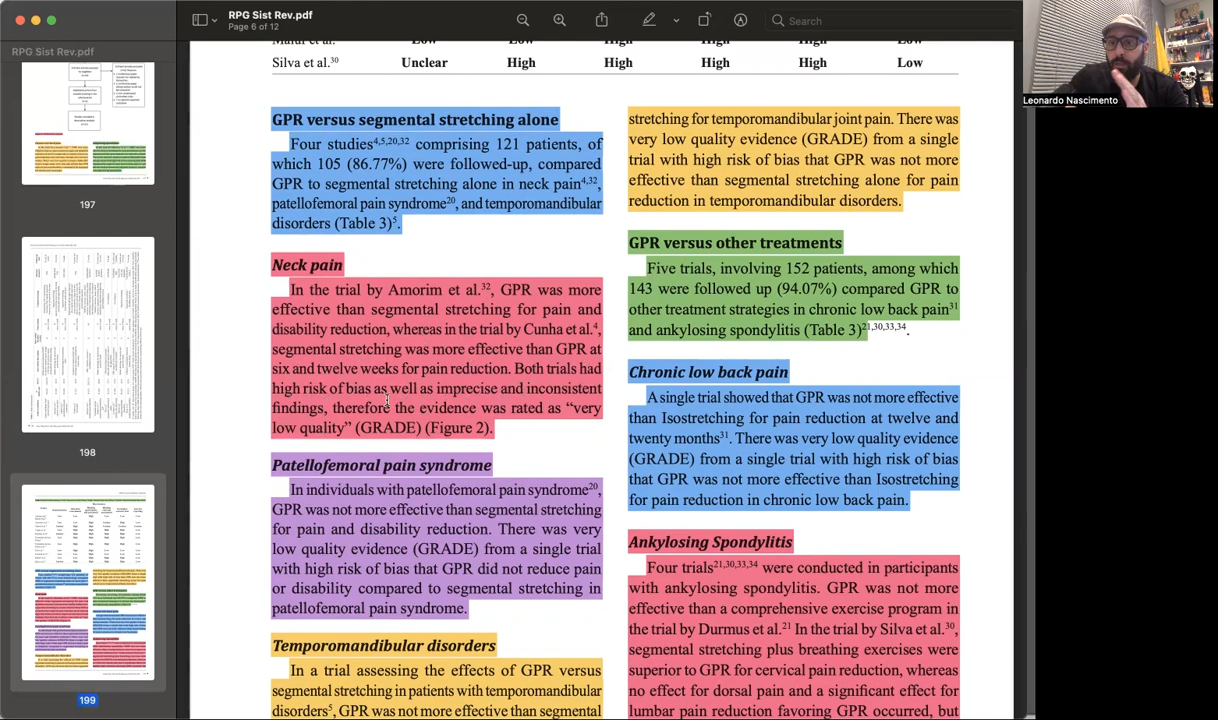 RPG Sist Rev.pdf
Page 6 of 12
Search
RPG Sist Rev.pdf
197
198
199
Leonardo Nascimento
Silva et al.30 Unclear High High High High Low
GPR versus segmental stretching alone
Four studies4,5,20,32 comprising 121 patients, of
which 105 (86.77%) were followed-up, compared
GPR to segmental stretching alone in neck pain4,32,
patellofemoral pain syndrome20, and temporomandibular
disorders (Table 3)5.
Neck pain
In the trial by Amorim et al.32, GPR was more
effective than segmental stretching for pain and
disability reduction, whereas in the trial by Cunha et al.4,
segmental stretching was more effective than GPR at
six and twelve weeks for pain reduction. Both trials had
high risk of bias as well as imprecise and inconsistent
findings, therefore the evidence was rated as “very
low quality” (GRADE) (Figure 2).
Patellofemoral pain syndrome
In individuals with patellofemoral pain syndrome20,
GPR was not more effective than segmental stretching
for pain and disability reduction. There was very
low quality evidence (GRADE) from a single trial
with high risk of bias that GPR did not reduce pain
or disability compared to segmental stretching in
patellofemoral pain syndrome.
Temporomandibular disorders
In a trial assessing the effects of GPR versus
segmental stretching in patients with temporomandibular
disorders5, GPR was not more effective than segmental
stretching for temporomandibular joint pain. There was
very low quality evidence (GRADE) from a single
trial with high risk of bias that GPR was not more
effective than segmental stretching alone for pain
reduction in temporomandibular disorders.
GPR versus other treatments
Five trials, involving 152 patients, among which
143 were followed up (94.07%) compared GPR to
other treatment strategies in chronic low back pain31
and ankylosing spondylitis (Table 3)21,30,33,34.
Chronic low back pain
A single trial showed that GPR was not more effective
than Isostretching for pain reduction at twelve and
twenty months31. There was very low quality evidence
(GRADE) from a single trial with high risk of bias
that GPR was not more effective than Isostretching
for pain reduction in chronic low back pain.
Ankylosing Spondylitis
Four trials21,30,33,34 were conducted in participants
with ankylosing spondylitis. GPR was not more
effective than a comprehensive exercise program in
the trial by Durmus et al.21 In the trial by Silva et al.30,
segmental stretching plus breathing exercises were
superior to GPR for cervical pain reduction, whereas
no effect for dorsal pain and a significant effect for
lumbar pain reduction favoring GPR occurred, but